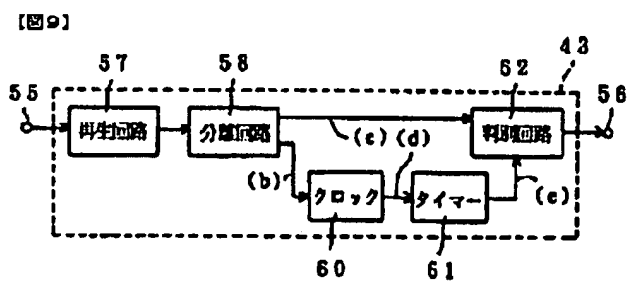 【図9】
43
57
58
62
55
56
再生回路
分離回路
判別回路
(c)
(d)
(b)
クロック
タイマー
(e)
60
61